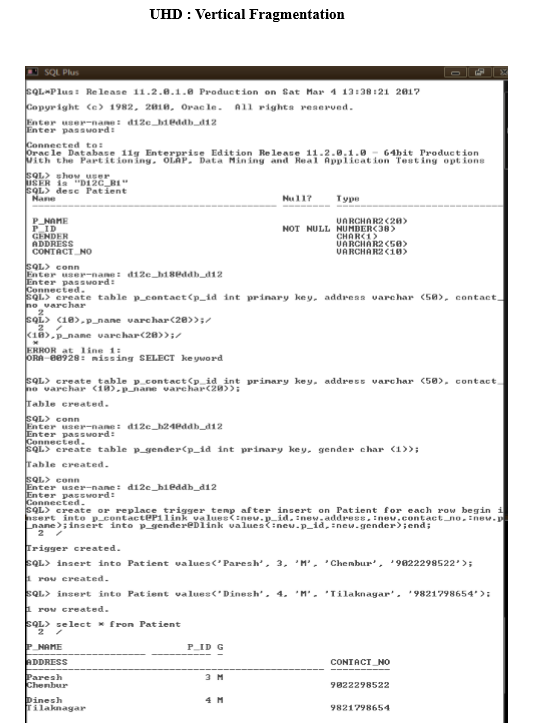 UHD : Vertical Fragmentation
SQL Plus
SQL*Plus: Release 11.2.0.1.0 Production on Sat Mar 4 13:38:21 2017
Copyright (c) 1982, 2010, Oracle. All rights reserved.
Enter user-name: d12c_b1@ddb_d12
Enter password:
Connected to:
Oracle Database 11g Enterprise Edition Release 11.2.0.1.0 - 64bit Production
With the Partitioning, OLAP, Data Mining and Real Application Testing options
SQL> show user
USER is "D12C_B1"
SQL> desc Patient
Name Null? Type
P_NAME VARCHAR2(20)
P_ID NOT NULL NUMBER(38)
GENDER CHAR(1)
ADDRESS VARCHAR2(50)
CONTACT_NO VARCHAR2(10)
SQL> conn
Enter user-name: d12c_b18@ddb_d12
Enter password:
Connected.
SQL> create table p_contact(p_id int primary key, address varchar (50), contact_
no varchar
2
SQL> (10),p_name varchar(20));/
2 /
(10),p_name varchar(20));/
*
ERROR at line 1:
ORA-00928: missing SELECT keyword
SQL> create table p_contact(p_id int primary key, address varchar (50), contact_
no varchar (10),p_name varchar(20));
Table created.
SQL> conn
Enter user-name: d12c_b24@ddb_d12
Enter password:
Connected.
SQL> create table p_gender(p_id int primary key, gender char (1));
Table created.
SQL> conn
Enter user-name: d12c_b1@ddb_d12
Enter password:
Connected.
SQL> create or replace trigger temp after insert on Patient for each row begin i
nsert into p_contact@P1link values(:new.p_id,:new.address,:new.contact_no,:new.p
_name);insert into p_gender@Dlink values(:new.p_id,:new.gender);end;
2 /
Trigger created.
SQL> insert into Patient values('Paresh', 3, 'M', 'Chembur', '9022298522');
1 row created.
SQL> insert into Patient values('Dinesh', 4, 'M', 'Tilaknagar', '9821798654');
1 row created.
SQL> select * from Patient
2 /
P_NAME P_ID G
ADDRESS CONTACT_NO
Paresh 3 M
Chembur 9022298522
Dinesh 4 M
Tilaknagar 9821798654